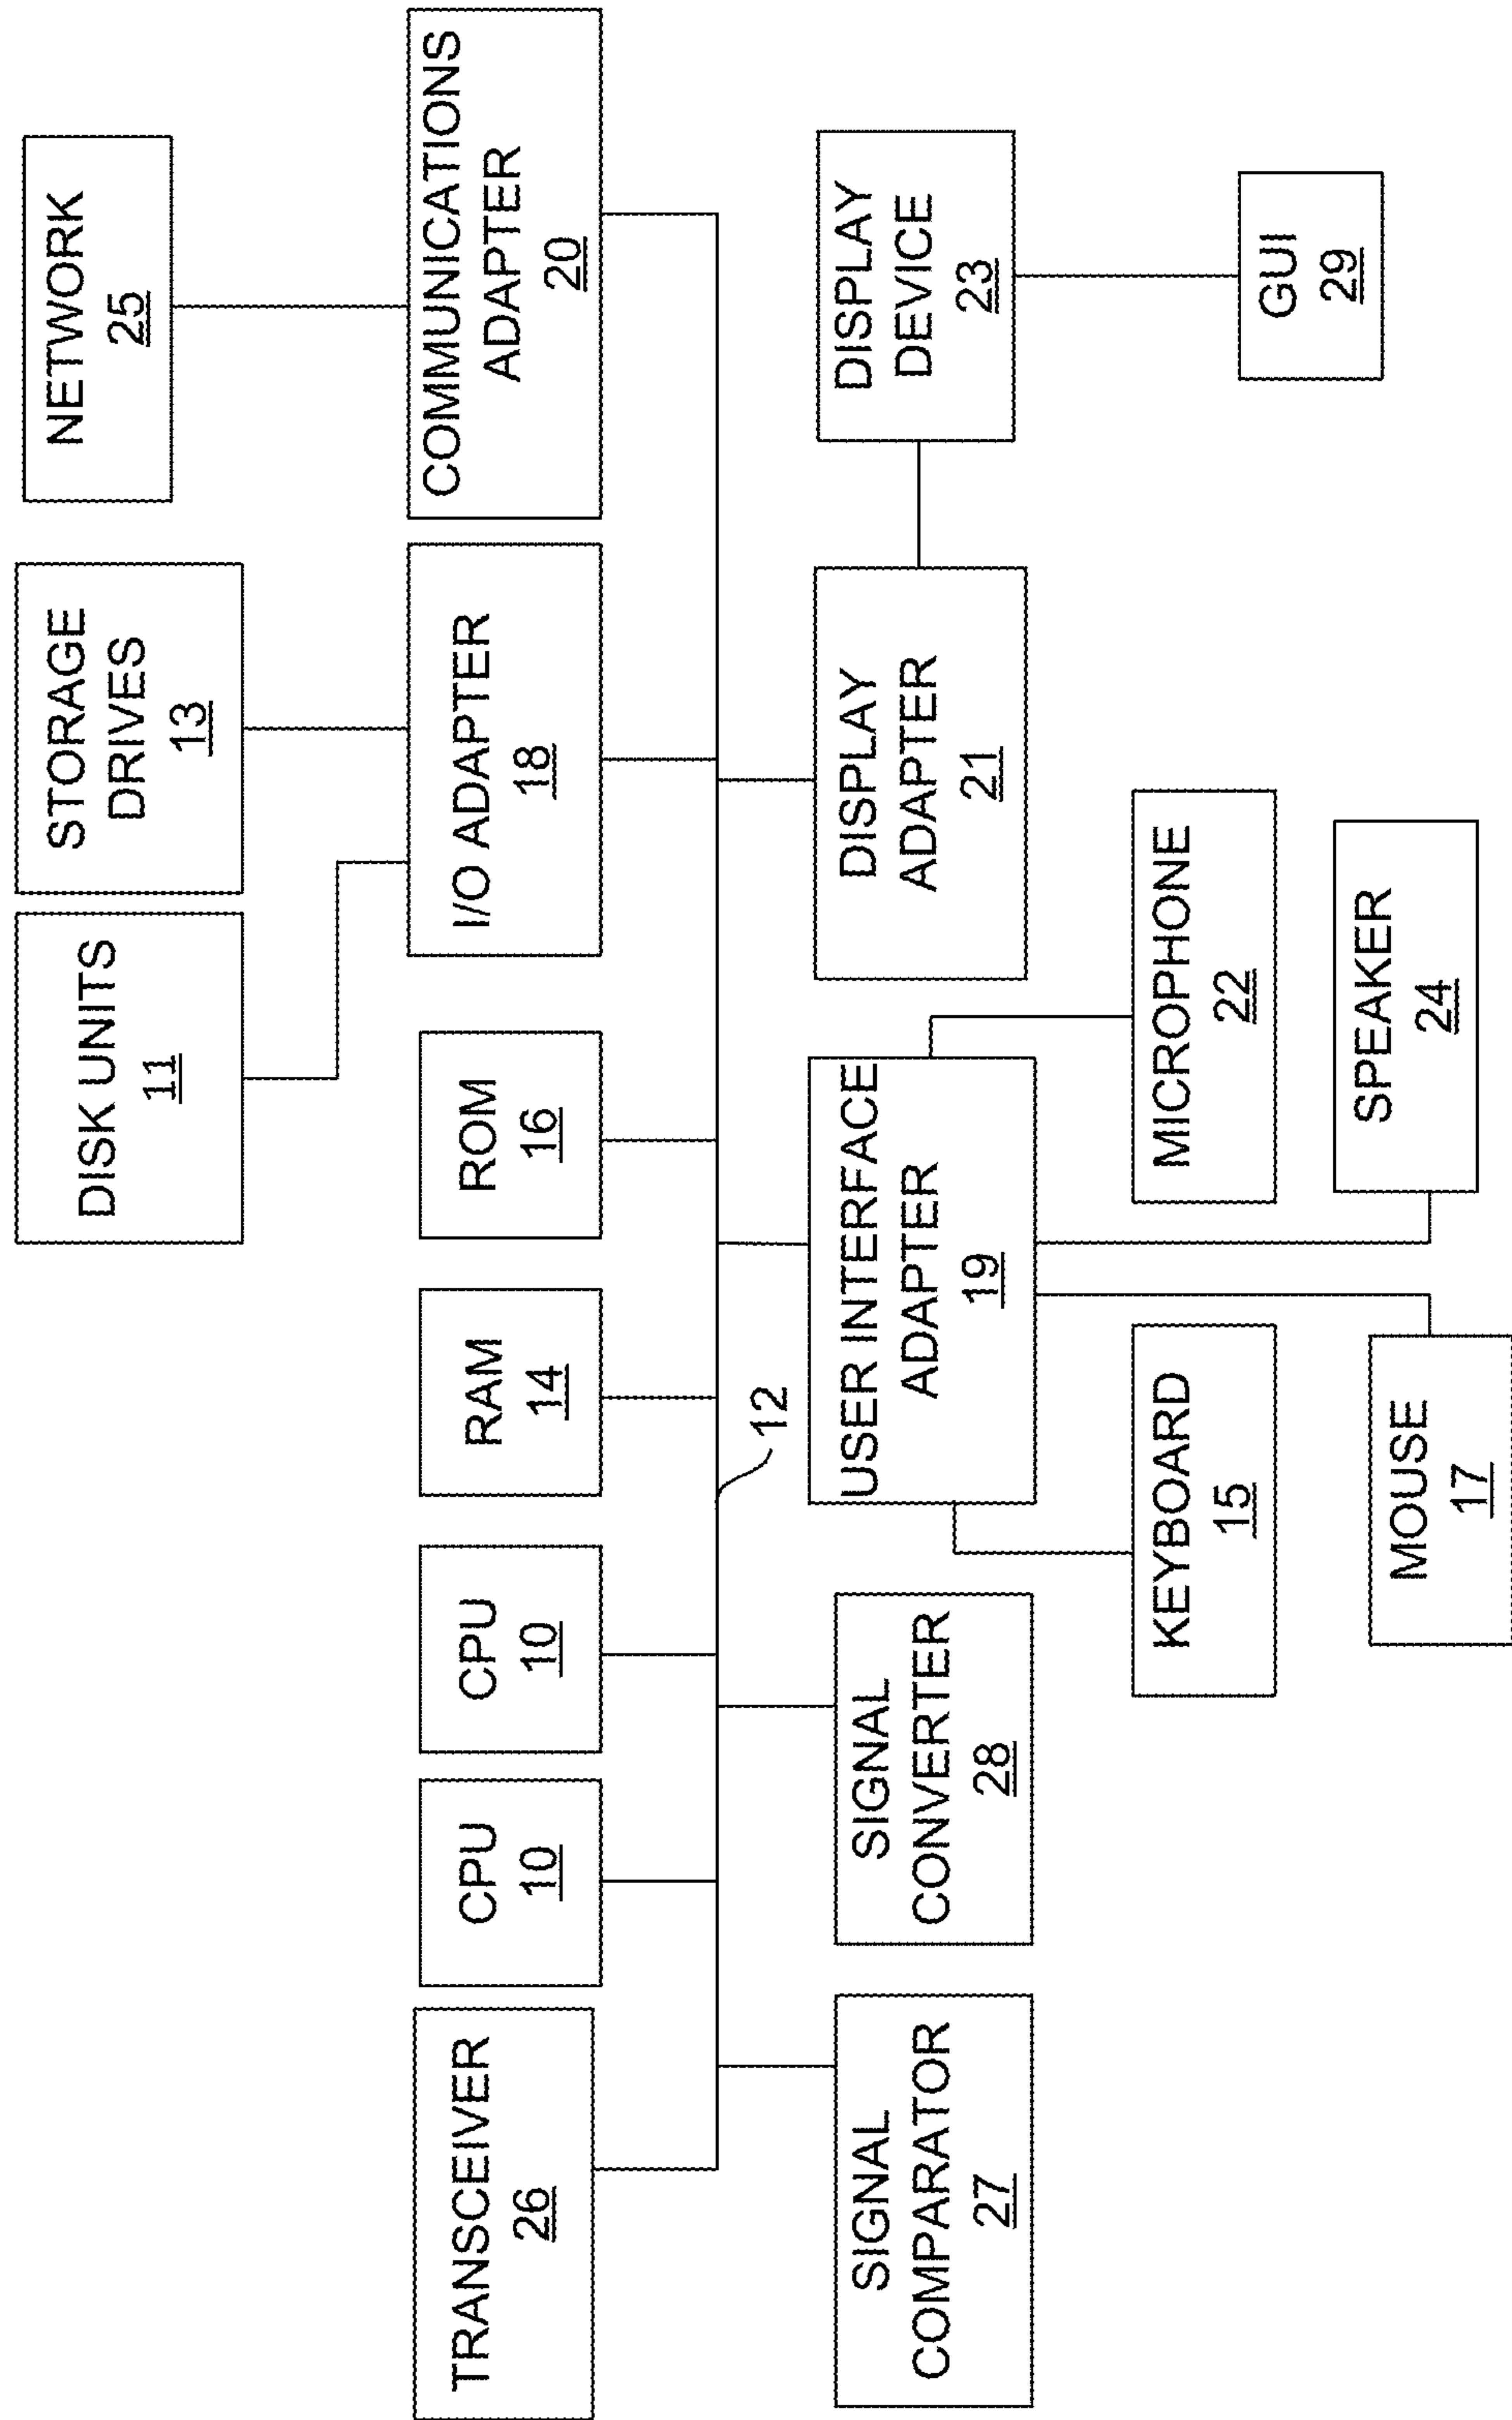 DISK UNITS
11
STORAGE
DRIVES
13
NETWORK
25
TRANSCEIVER
26
CPU
10
CPU
10
RAM
14
ROM
16
I/O ADAPTER
18
COMMUNICATIONS
ADAPTER
20
12
SIGNAL
COMPARATOR
27
SIGNAL
CONVERTER
28
USER INTERFACE
ADAPTER
19
DISPLAY
ADAPTER
21
DISPLAY
DEVICE
23
KEYBOARD
15
MICROPHONE
22
GUI
29
MOUSE
17
SPEAKER
24